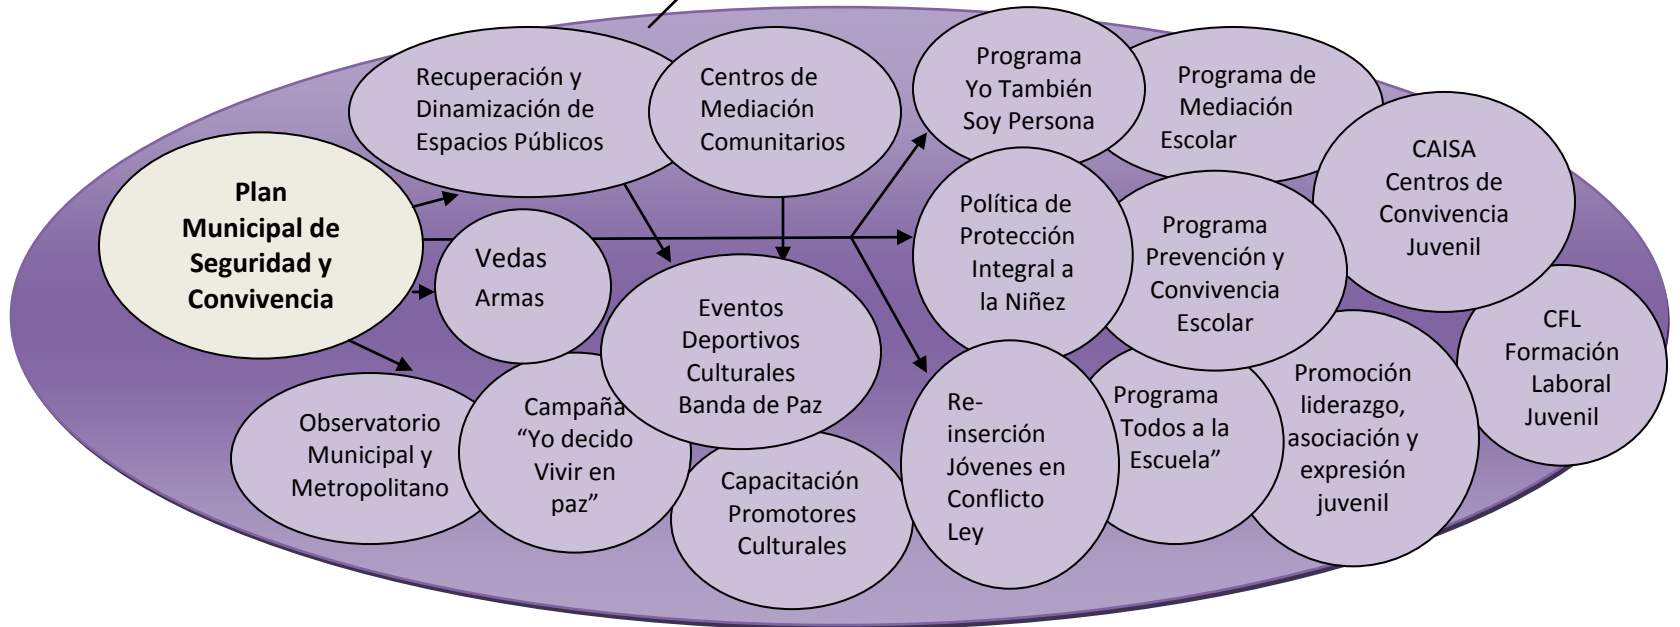 Plan
Municipal de
Seguridad y
Convivencia
Recuperación y
Dinamización de
Espacios Públicos
Centros de
Mediación
Comunitarios
Programa
Yo También
Soy Persona
Programa de
Mediación
Escolar
CAISA
Centros de
Convivencia
Juvenil
Vedas
Armas
Eventos
Deportivos
Culturales
Banda de Paz
Política de
Protección
Integral a
la Niñez
Programa
Prevención y
Convivencia
Escolar
CFL
Formación
Laboral
Juvenil
Observatorio
Municipal y
Metropolitano
Campaña
“Yo decido
Vivir en
paz”
Capacitación
Promotores
Culturales
Re-
inserción
Jóvenes en
Conflicto
Ley
Programa
Todos a la
Escuela”
Promoción
liderazgo,
asociación y
expresión
juvenil